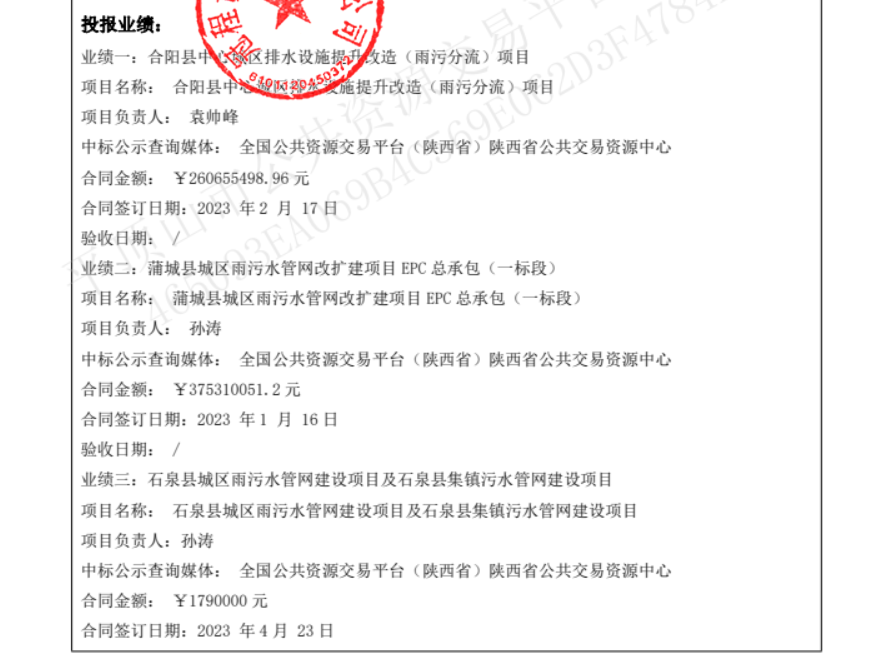 投报业绩：
业绩一：合阳县中心城区排水设施提升改造（雨污分流）项目
项目名称： 合阳县中心城区排水设施提升改造（雨污分流）项目
项目负责人： 袁帅峰
中标公示查询媒体： 全国公共资源交易平台（陕西省）陕西省公共交易资源中心
合同金额： ￥260655498.96 元
合同签订日期：2023 年 2 月 17 日
验收日期： /
业绩二：蒲城县城区雨污水管网改扩建项目 EPC 总承包（一标段）
项目名称： 蒲城县城区雨污水管网改扩建项目 EPC 总承包（一标段）
项目负责人： 孙涛
中标公示查询媒体： 全国公共资源交易平台（陕西省）陕西省公共交易资源中心
合同金额： ￥375310051.2 元
合同签订日期：2023 年 1 月 16 日
验收日期： /
业绩三：石泉县城区雨污水管网建设项目及石泉县集镇污水管网建设项目
项目名称： 石泉县城区雨污水管网建设项目及石泉县集镇污水管网建设项目
项目负责人：孙涛
中标公示查询媒体： 全国公共资源交易平台（陕西省）陕西省公共交易资源中心
合同金额： ￥1790000 元
合同签订日期：2023 年 4 月 23 日
平顶山市公共资源交易平台